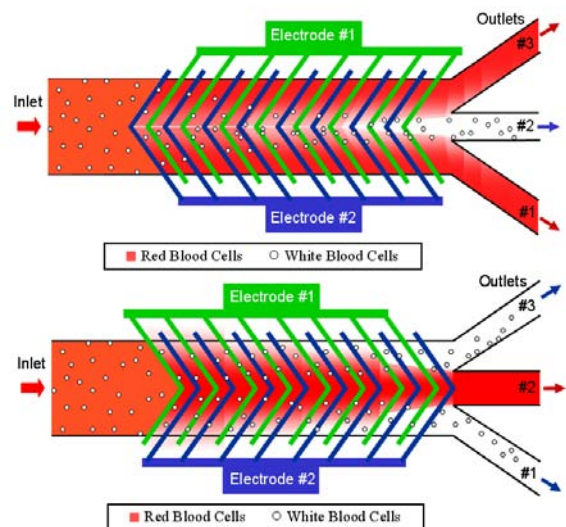 Electrode #1
Outlets
#3
Inlet
#2
#1
Electrode #2
Red Blood Cells White Blood Cells
Electrode #1
Outlets
#3
Inlet
#2
#1
Electrode #2
Red Blood Cells White Blood Cells